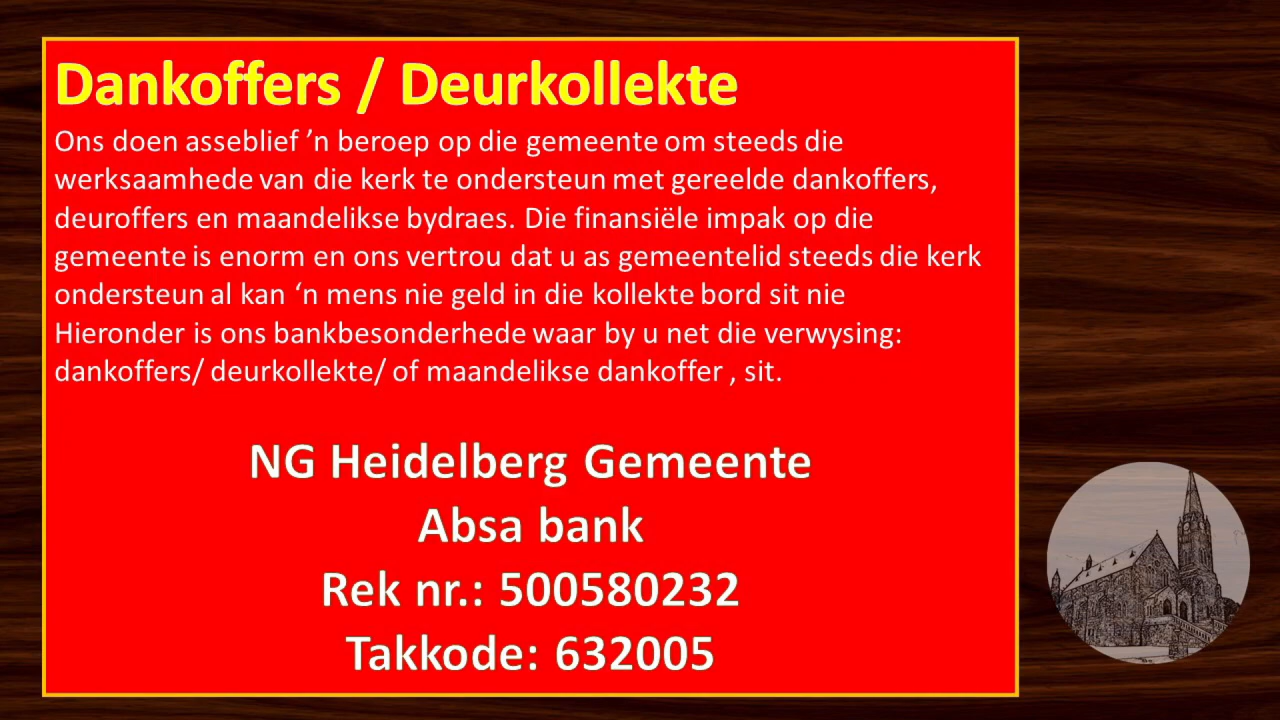 Dankoffers / Deurkollekte
Ons doen asseblief ’n beroep op die gemeente om steeds die
werksaamhede van die kerk te ondersteun met gereelde dankoffers,
deuroffers en maandelikse bydraes. Die finansiële impak op die
gemeente is enorm en ons vertrou dat u as gemeentelid steeds die kerk
ondersteun al kan ‘n mens nie geld in die kollekte bord sit nie
Hieronder is ons bankbesonderhede waar by u net die verwysing:
dankoffers/ deurkollekte/ of maandelikse dankoffer , sit.
NG Heidelberg Gemeente
Absa bank
Rek nr.: 500580232
Takkode: 632005